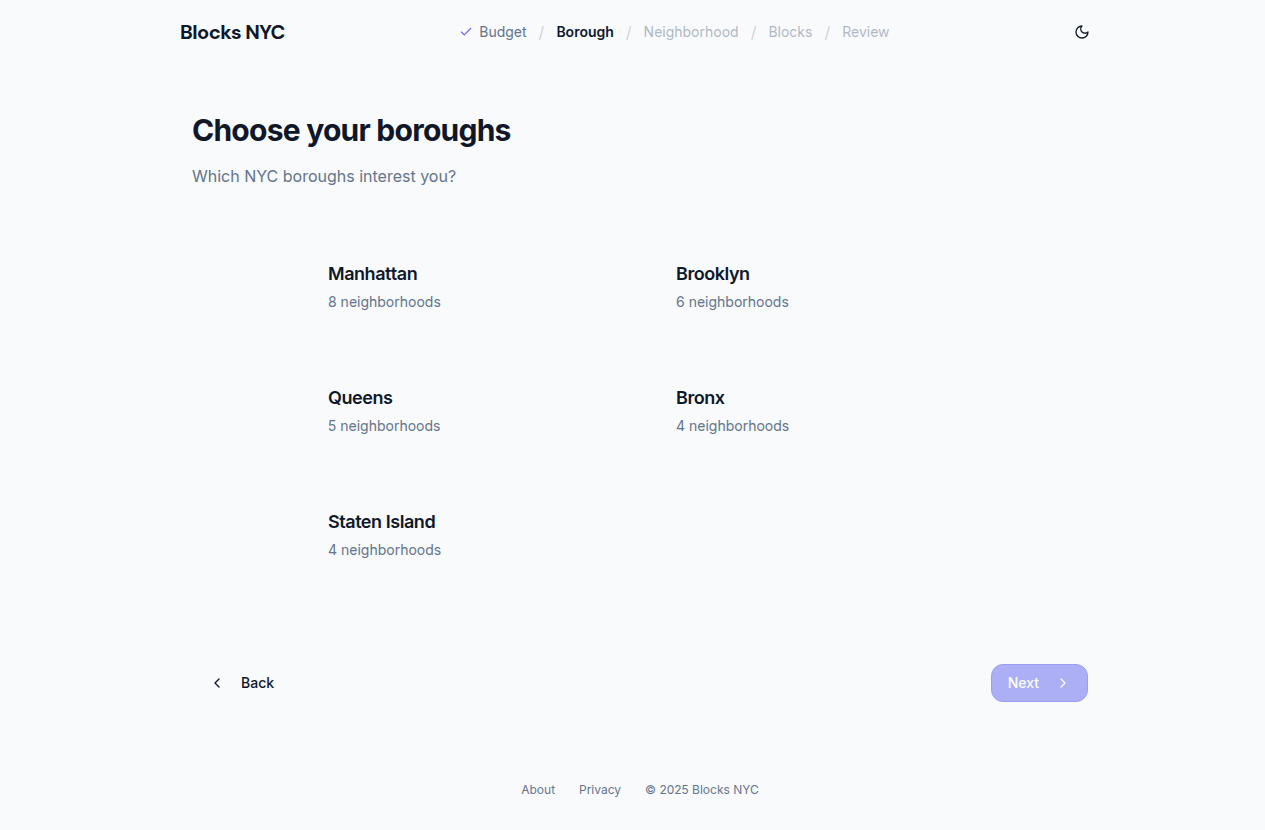 Blocks NYC
Budget / Borough / Neighborhood / Blocks / Review
Choose your boroughs
Which NYC boroughs interest you?
Manhattan
8 neighborhoods
Brooklyn
6 neighborhoods
Queens
5 neighborhoods
Bronx
4 neighborhoods
Staten Island
4 neighborhoods
Back
Next
About Privacy © 2025 Blocks NYC